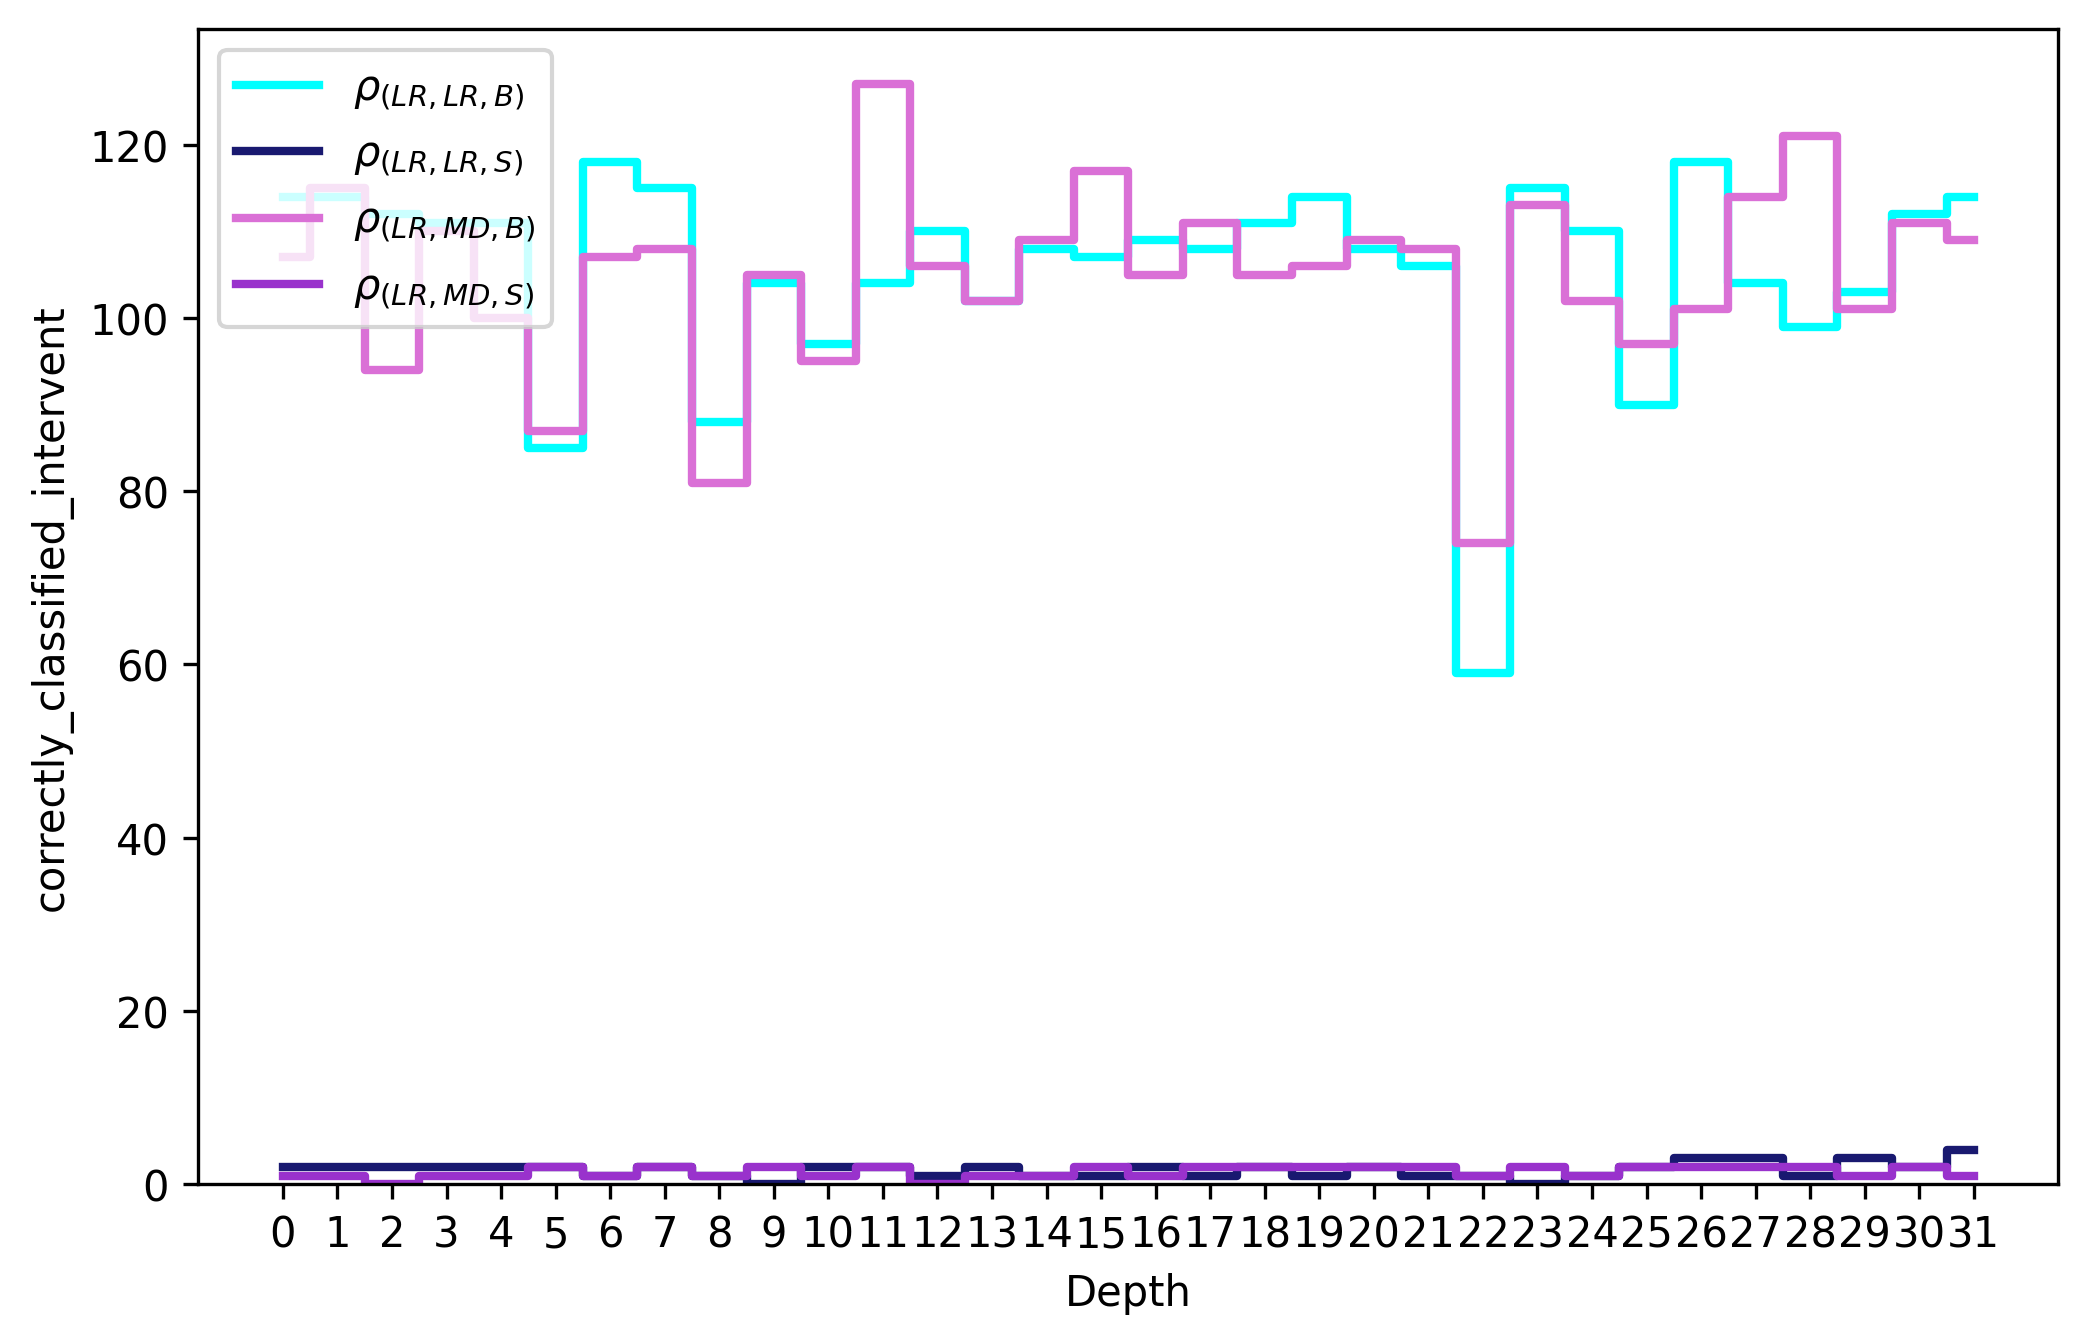 ρ(LR, LR, B)
ρ(LR, LR, S)
ρ(LR, MD, B)
ρ(LR, MD, S)
120
100
80
60
40
20
0
correctly_classified_intervent
0 1 2 3 4 5 6 7 8 9 10 11 12 13 14 15 16 17 18 19 20 21 22 23 24 25 26 27 28 29 30 31
Depth